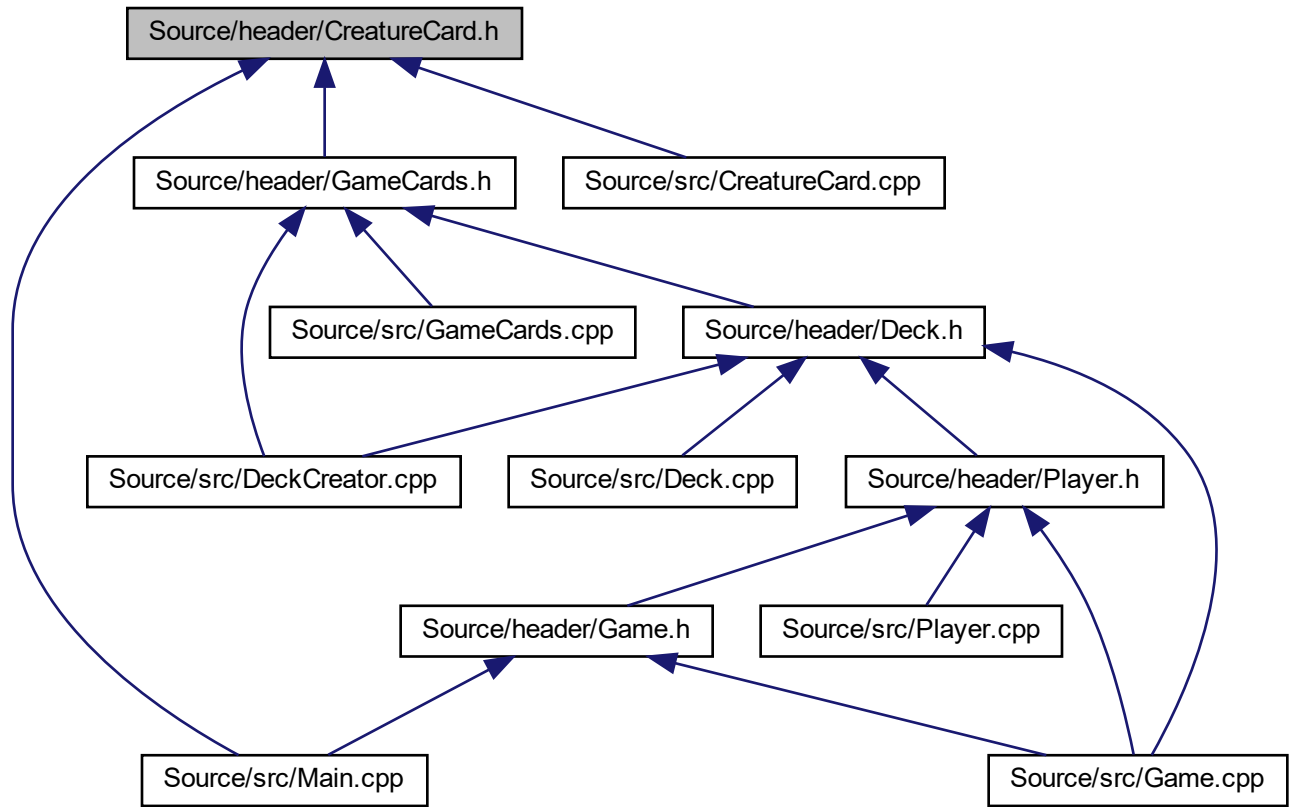 Source/header/CreatureCard.h
Source/header/GameCards.h
Source/src/CreatureCard.cpp
Source/src/GameCards.cpp
Source/header/Deck.h
Source/src/DeckCreator.cpp
Source/src/Deck.cpp
Source/header/Player.h
Source/header/Game.h
Source/src/Player.cpp
Source/src/Main.cpp
Source/src/Game.cpp